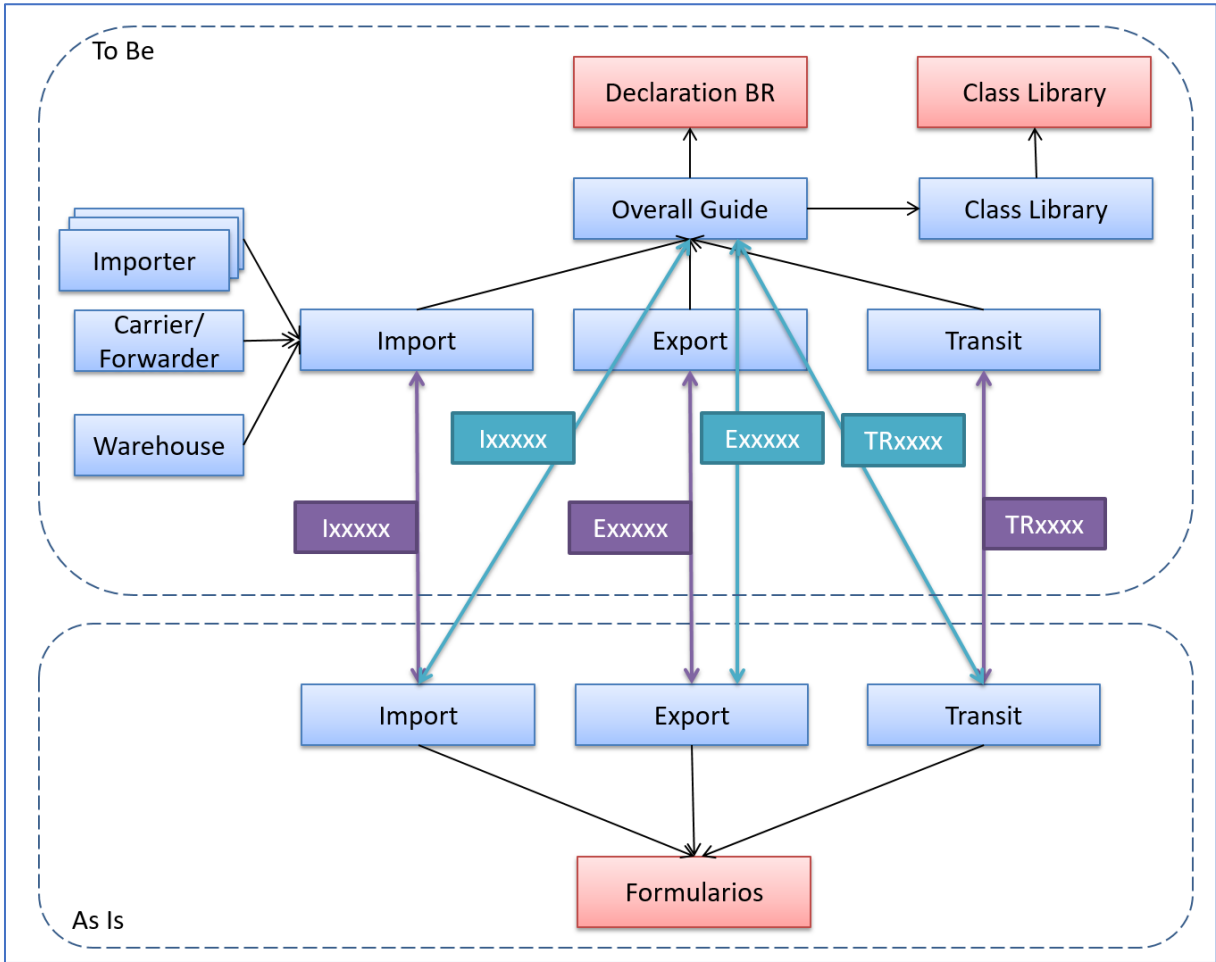 To Be
Declaration BR
Class Library
Overall Guide
Class Library
Importer
Carrier/
Forwarder
Import
Export
Transit
Warehouse
Ixxxxx
Exxxxx
TRxxxx
Ixxxxx
Exxxxx
TRxxxx
Import
Export
Transit
Formularios
As Is